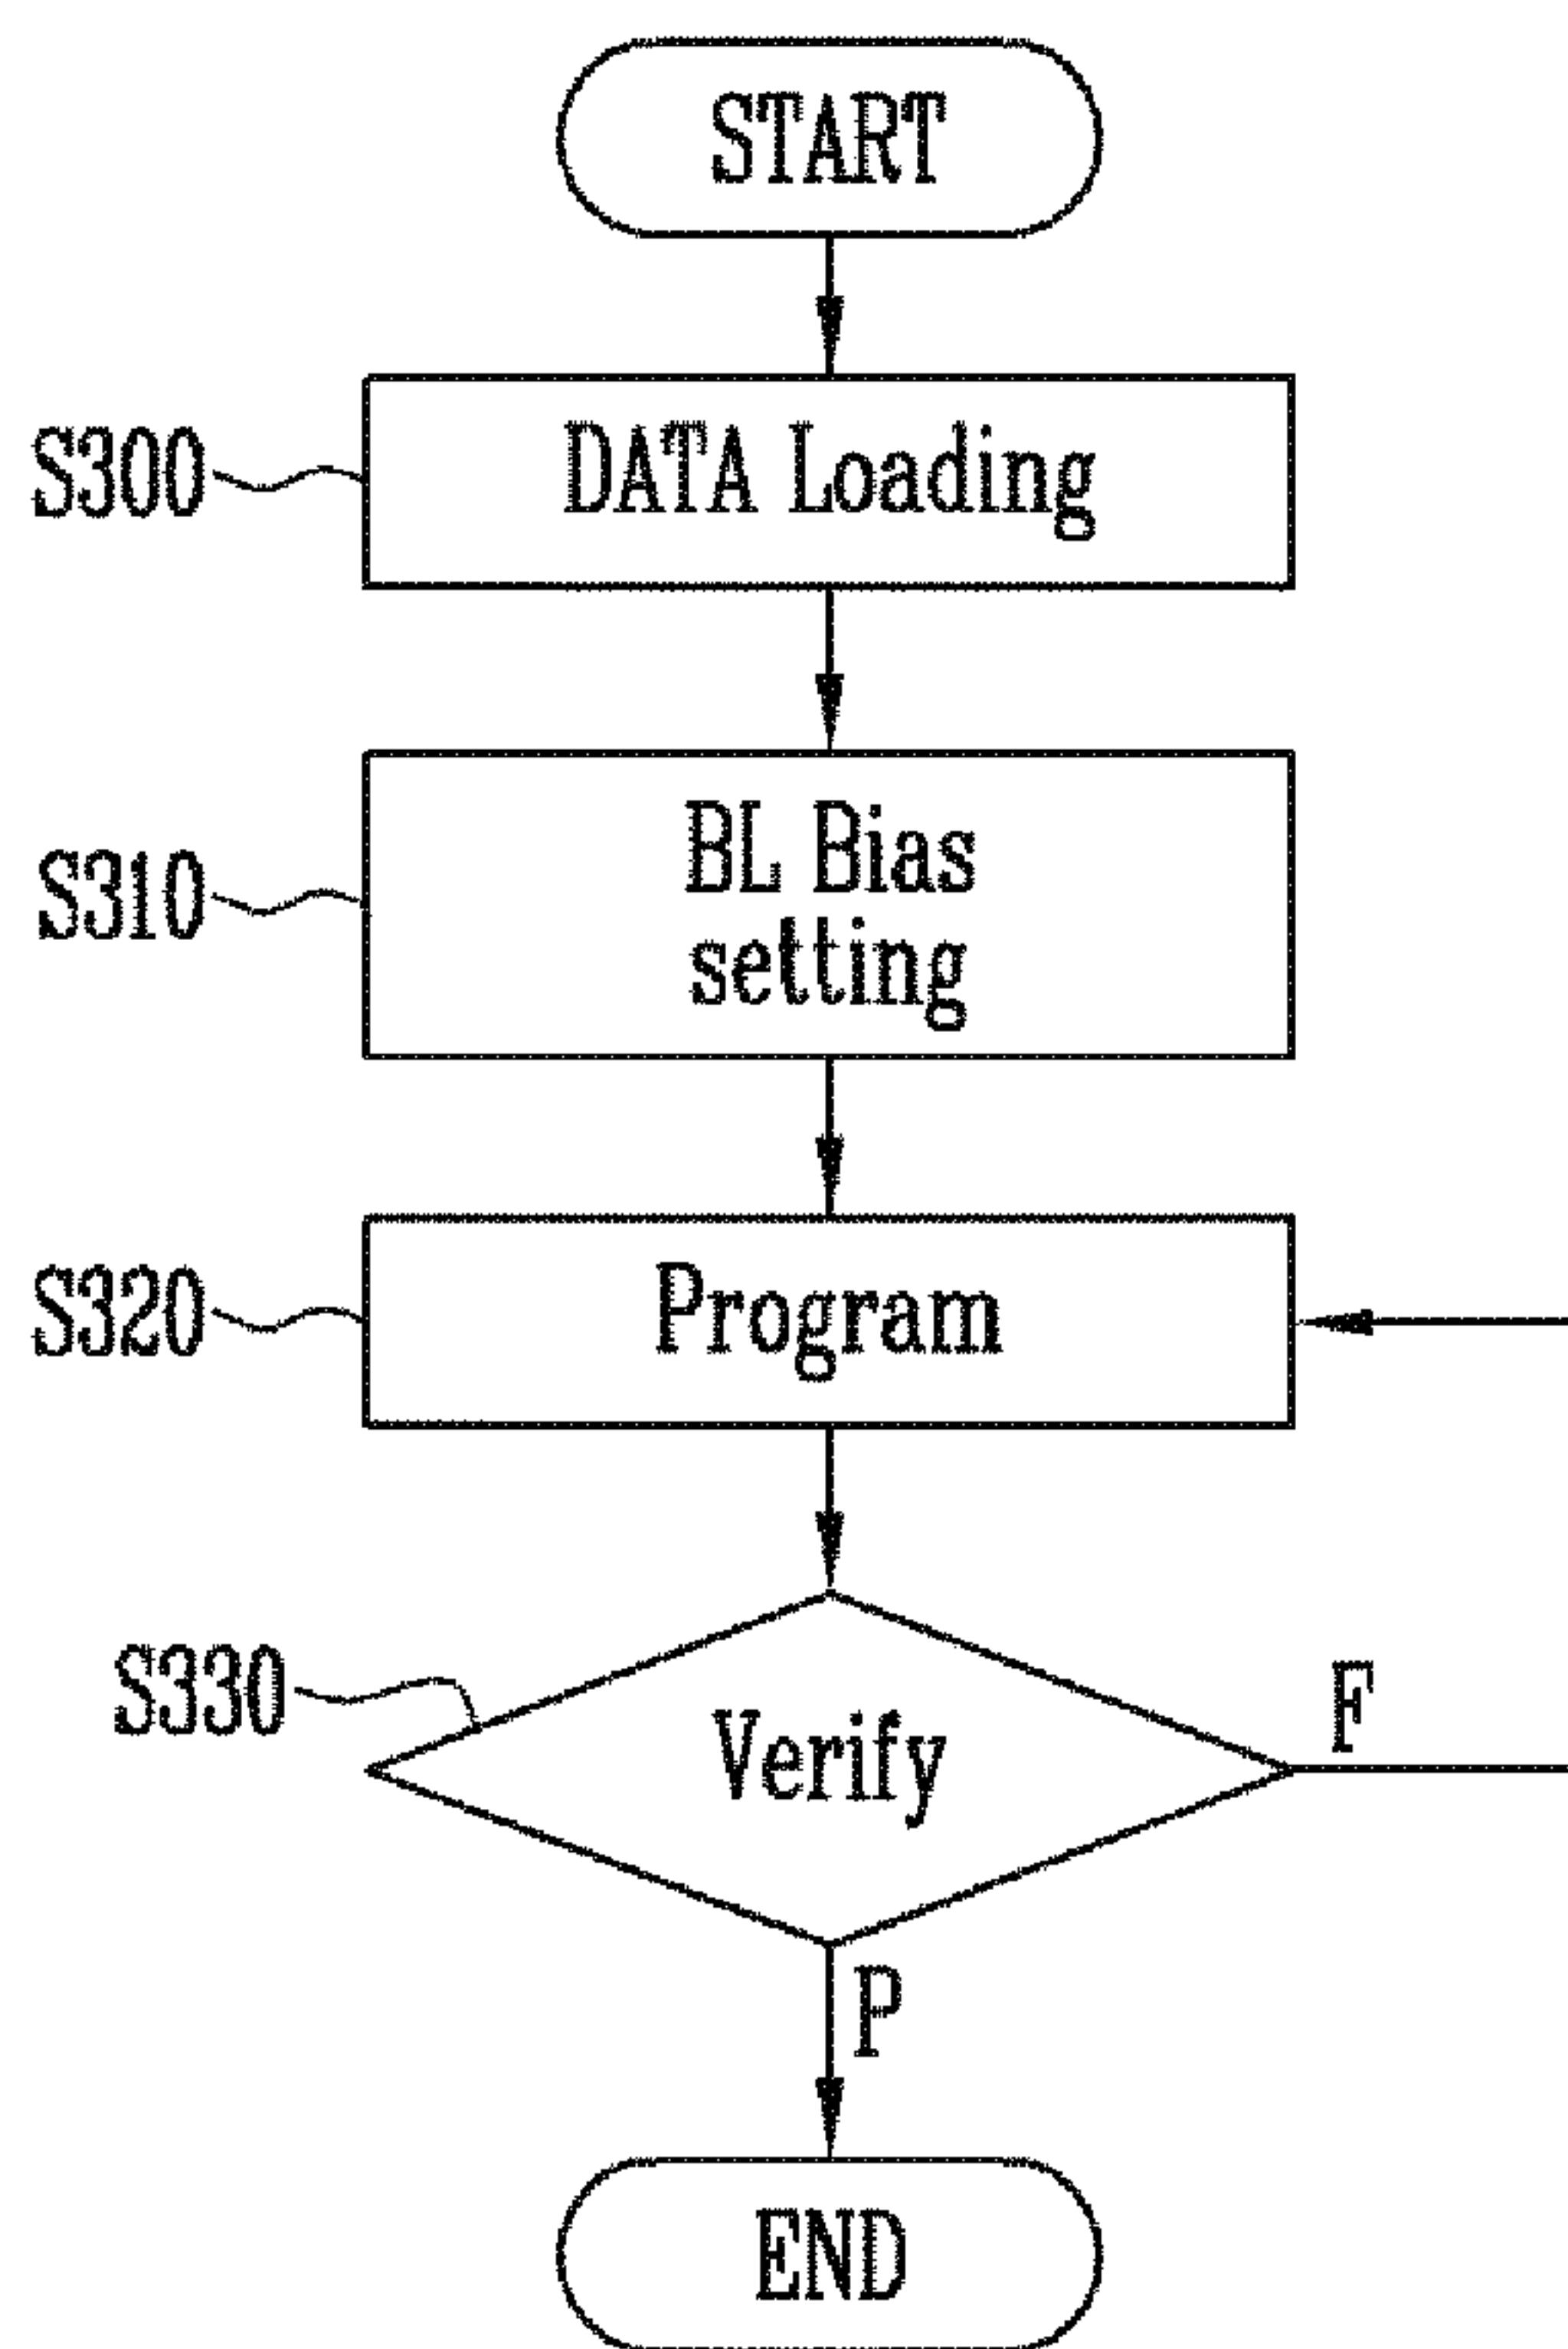 START
S300
DATA Loading
S310
BL Bias
setting
S320
Program
S330
Verify
F
P
END